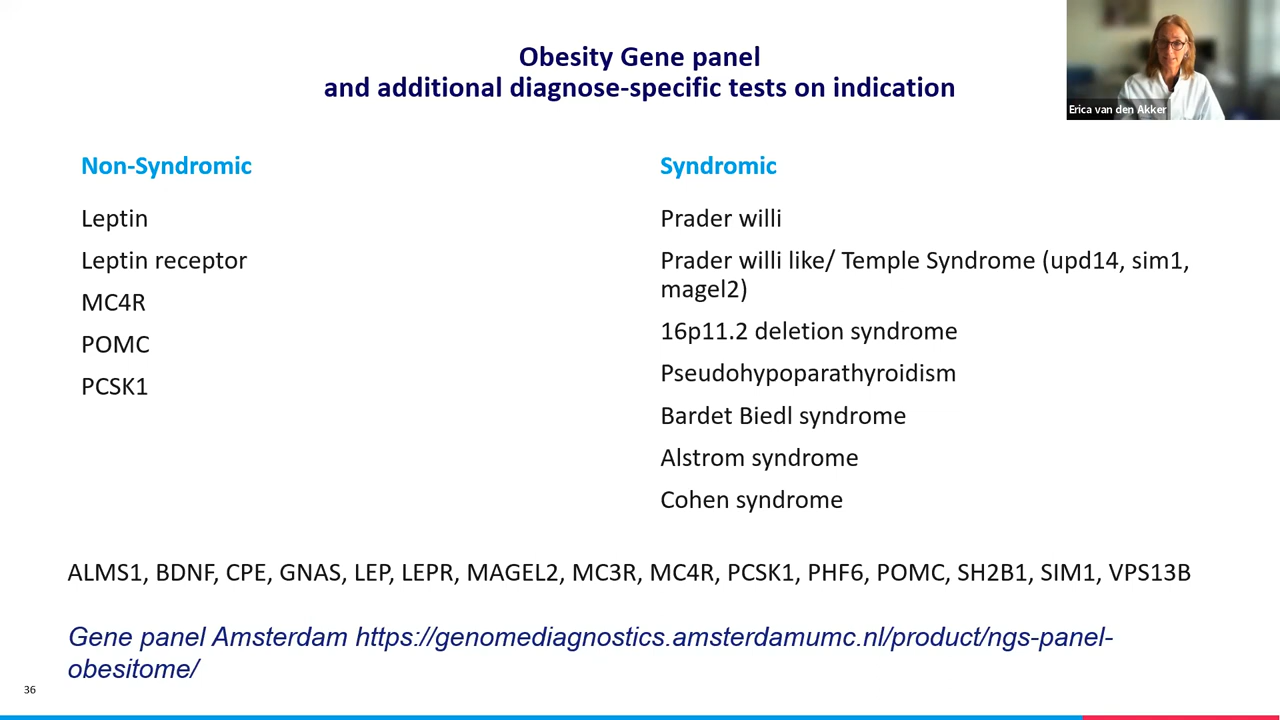 Obesity Gene panel
and additional diagnose-specific tests on indication
Erica van den Akker
Non-Syndromic
Leptin
Leptin receptor
MC4R
POMC
PCSK1
Syndromic
Prader willi
Prader willi like/ Temple Syndrome (upd14, sim1,
magel2)
16p11.2 deletion syndrome
Pseudohypoparathyroidism
Bardet Biedl syndrome
Alstrom syndrome
Cohen syndrome
ALMS1, BDNF, CPE, GNAS, LEP, LEPR, MAGEL2, MC3R, MC4R, PCSK1, PHF6, POMC, SH2B1, SIM1, VPS13B
Gene panel Amsterdam https://genomediagnostics.amsterdamumc.nl/product/ngs-panel-
obesitome/
36